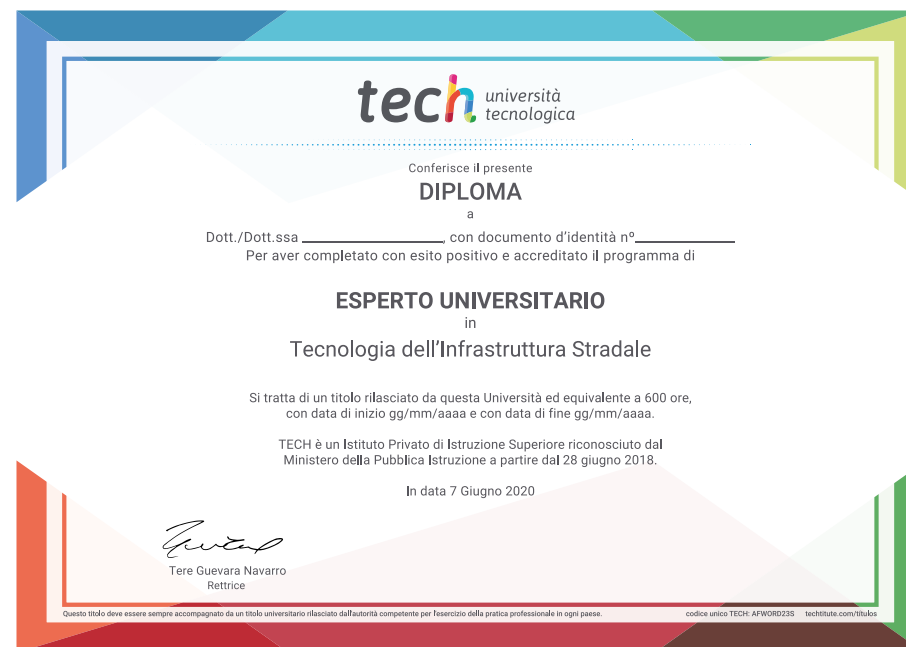 tech università
tecnologica
Conferisce il presente
DIPLOMA
a
Dott./Dott.ssa ____________________, con documento d'identità nº______________
Per aver completato con esito positivo e accreditato il programma di
ESPERTO UNIVERSITARIO
in
Tecnologia dell'Infrastruttura Stradale
Si tratta di un titolo rilasciato da questa Università ed equivalente a 600 ore,
con data di inizio gg/mm/aaaa e con data di fine gg/mm/aaaa.
TECH è un Istituto Privato di Istruzione Superiore riconosciuto dal
Ministero della Pubblica Istruzione a partire dal 28 giugno 2018.
In data 7 Giugno 2020
Tere Guevara Navarro
Rettrice
Questo titolo deve essere sempre accompagnato da un titolo universitario rilasciato dall'autorità competente per l'esercizio della pratica professionale in ogni paese. codice unico TECH: AFWORD23S techtitute.com/titulos